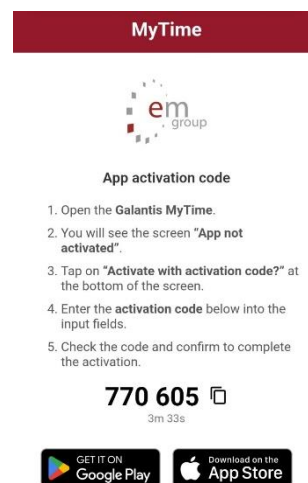 MyTime
em
group
App activation code
1. Open the Galantis MyTime.
2. You will see the screen "App not
activated".
3. Tap on "Activate with activation code?" at
the bottom of the screen.
4. Enter the activation code below into the
input fields.
5. Check the code and confirm to complete
the activation.
770 605
3m 33s
GET IT ON
Google Play
Download on the
App Store